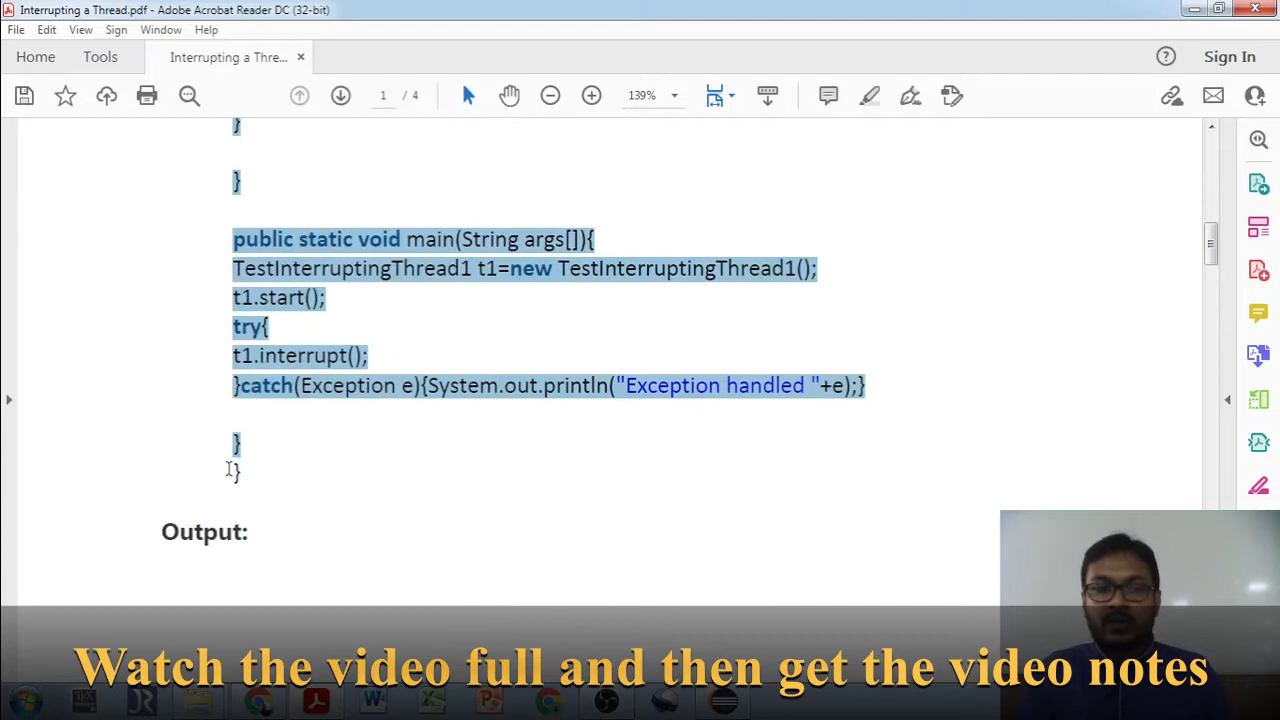 Interrupting a Thread.pdf - Adobe Acrobat Reader DC (32-bit)
File Edit View Sign Window Help
Home Tools Interrupting a Thre... × ? Sign In
1 / 4 139%
}
}
public static void main(String args[]){
TestInterruptingThread1 t1=new TestInterruptingThread1();
t1.start();
try{
t1.interrupt();
}catch(Exception e){System.out.println("Exception handled "+e);}
}
}
Output:
Watch the video full and then get the video notes